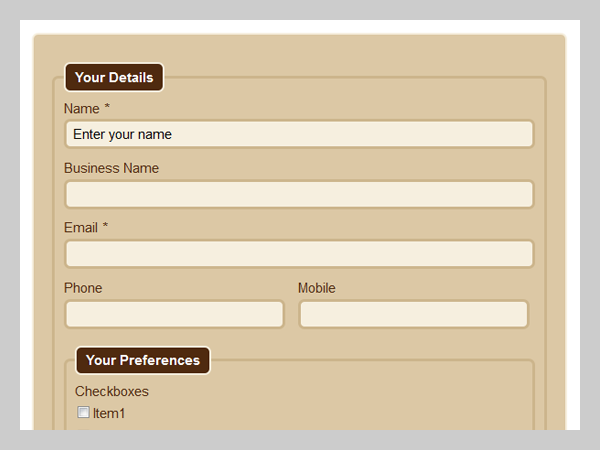 Your Details
Name *
Enter your name
Business Name
Email *
Phone Mobile
Your Preferences
Checkboxes
Item1